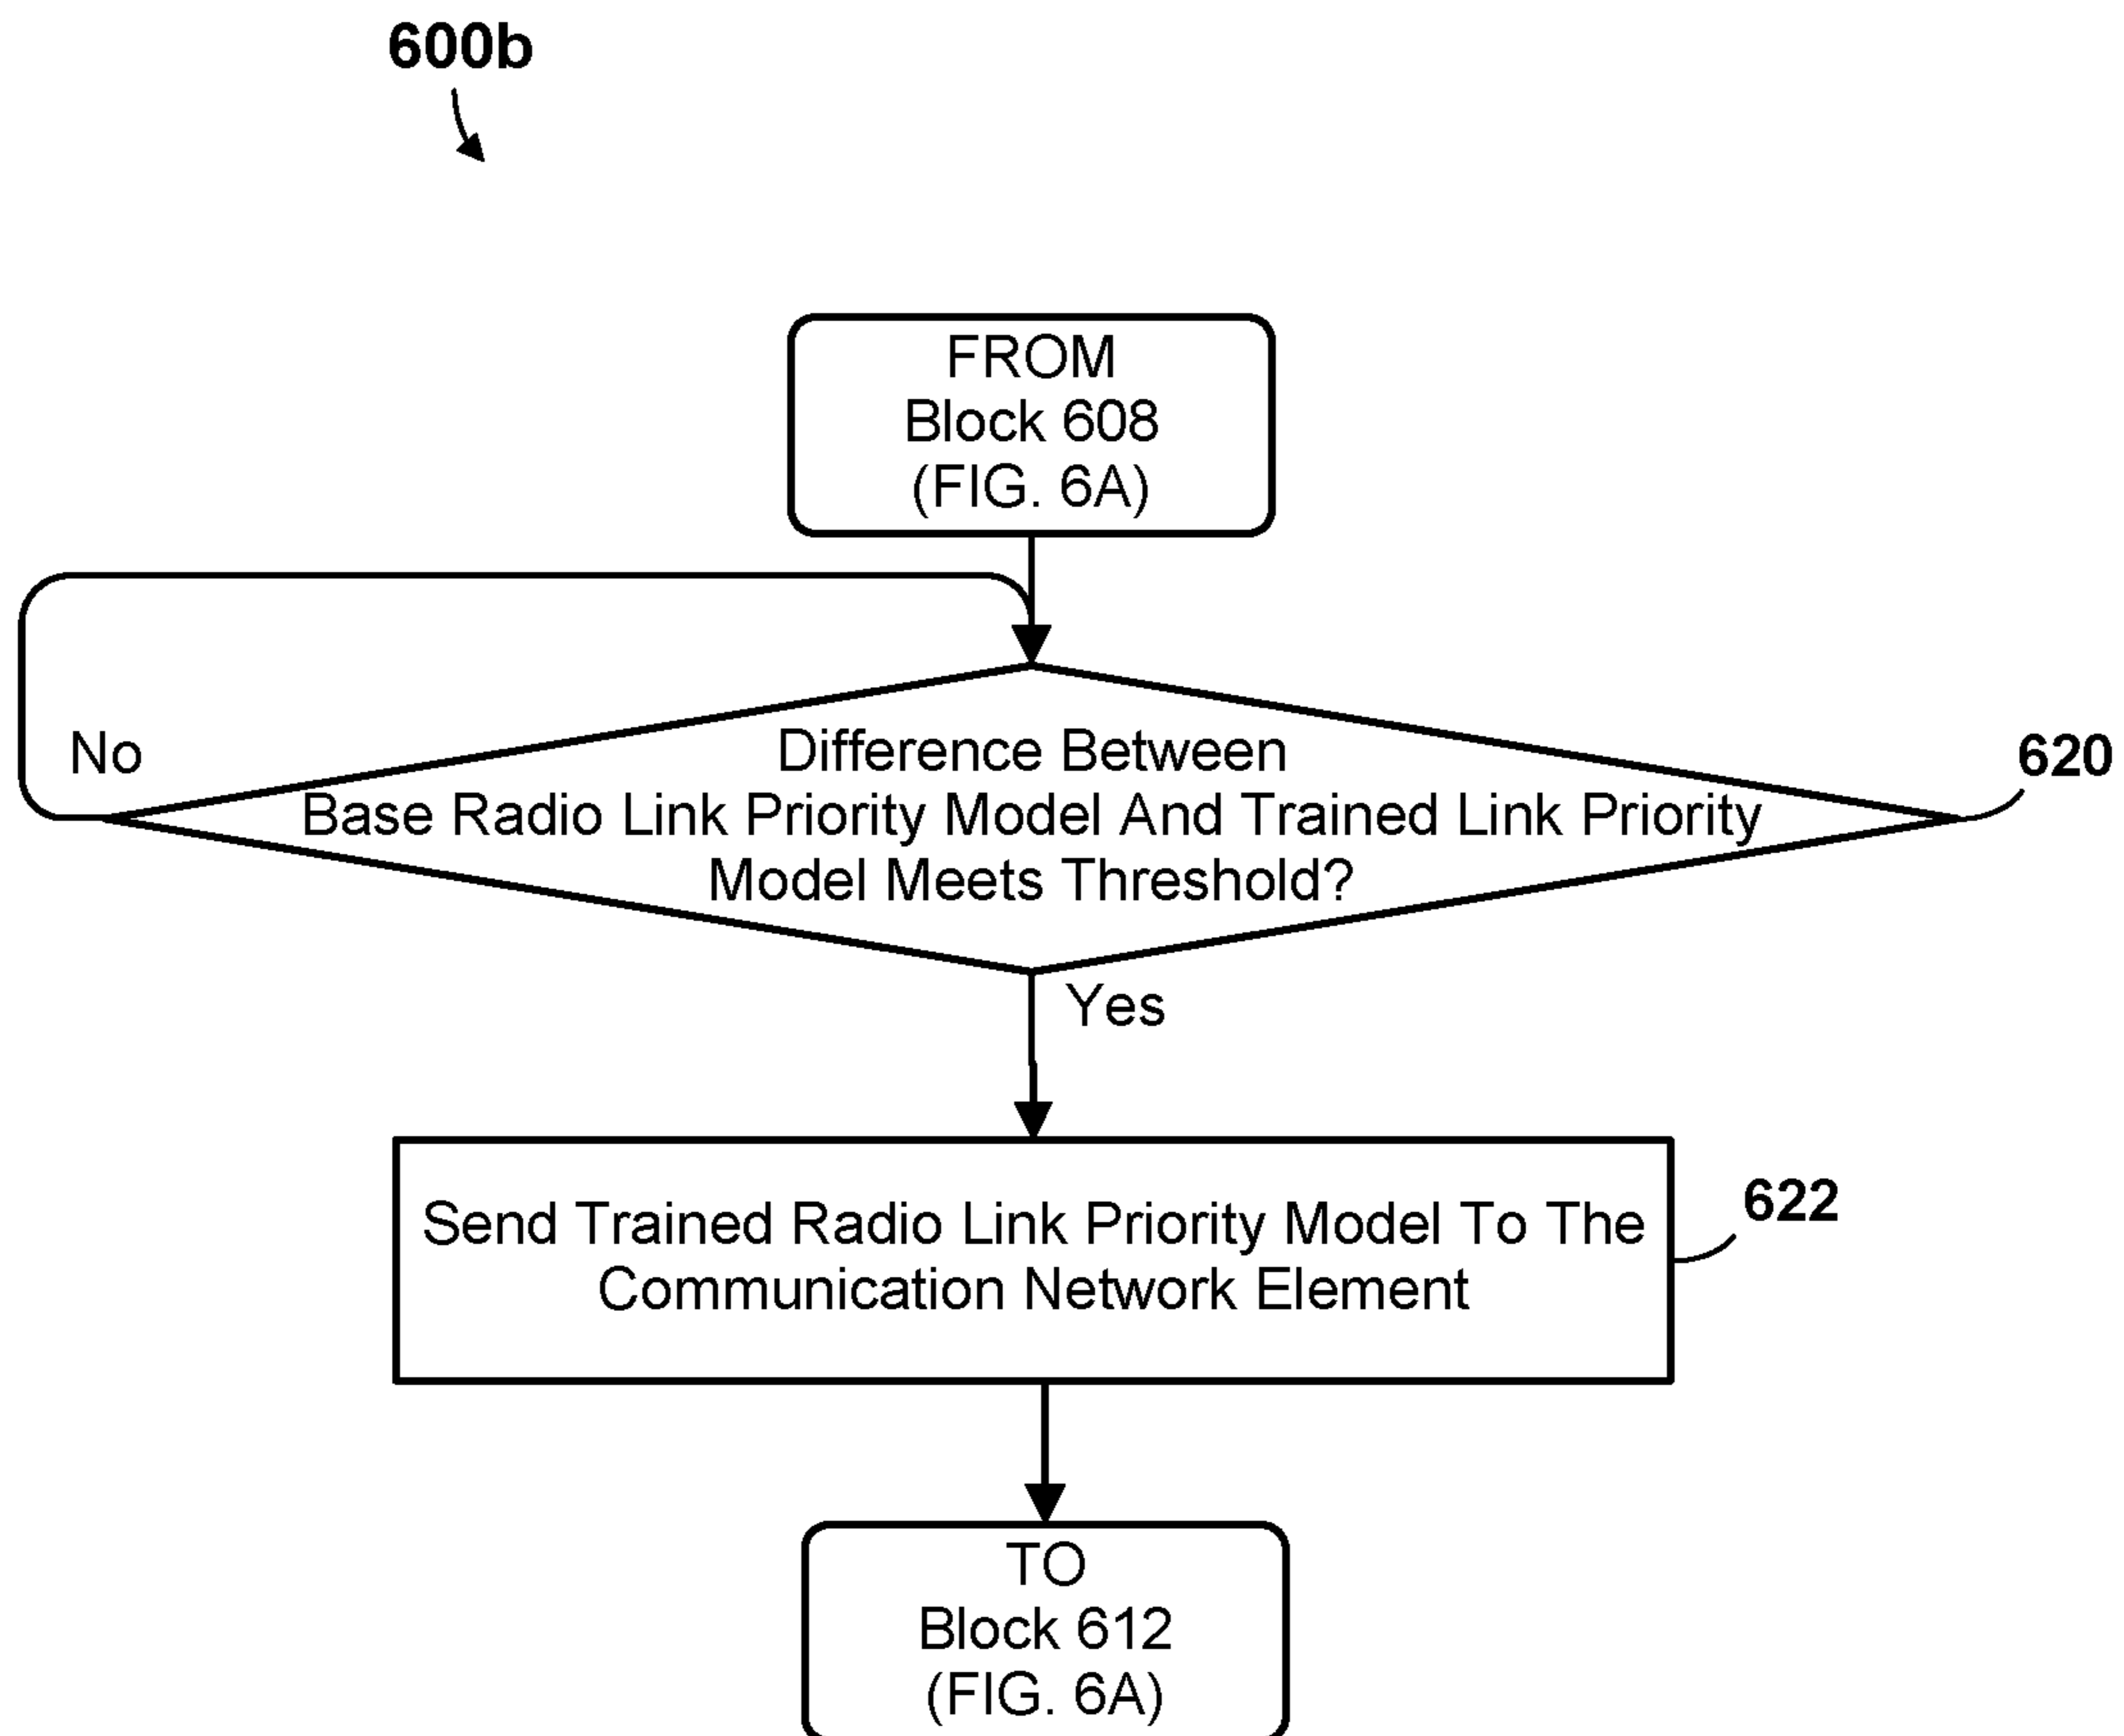 600b
FROM
Block 608
(FIG. 6A)
No
Difference Between
Base Radio Link Priority Model And Trained Link Priority
Model Meets Threshold?
620
Yes
Send Trained Radio Link Priority Model To The
Communication Network Element
622
TO
Block 612
(FIG. 6A)